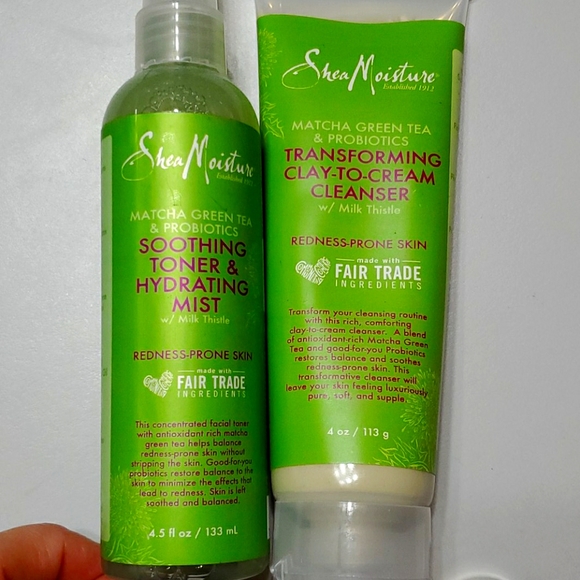 SheaMoisture
Established 1912
MATCHA GREEN TEA
& PROBIOTICS
SOOTHING
TONER &
HYDRATING
MIST
w/ Milk Thistle
REDNESS-PRONE SKIN
made with
FAIR TRADE
INGREDIENTS
This concentrated facial toner
with antioxidant rich matcha
green tea helps balance
redness-prone skin without
stripping the skin. Good-for-you
probiotics restore balance to the
skin to minimize the effects that
lead to redness. Skin is left
soothed and balanced.
4.5 fl oz / 133 mL
SheaMoisture
Established 1912
MATCHA GREEN TEA
& PROBIOTICS
TRANSFORMING
CLAY-TO-CREAM
CLEANSER
w/ Milk Thistle
REDNESS-PRONE SKIN
made with
FAIR TRADE
INGREDIENTS
Transform your cleansing routine
with this rich, comforting
clay-to-cream cleanser. A blend
of antioxidant-rich Matcha Green
Tea and good-for-you Probiotics
restores balance and soothes
redness-prone skin. This
transformative cleanser will
leave your skin feeling luxuriously
pure, soft, and supple.
4 oz / 113 g